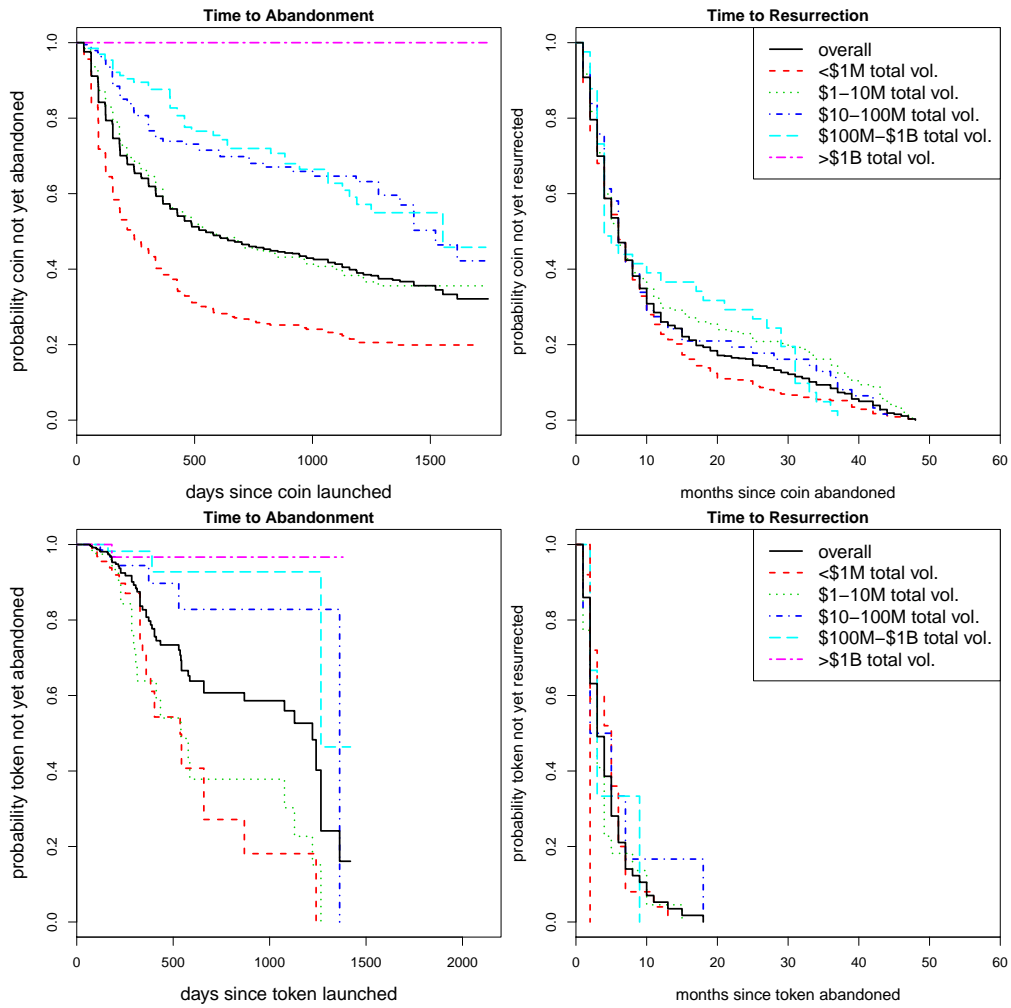 Time to Abandonment
probability coin not yet abandoned
1.0
0.8
0.6
0.4
0.2
0.0
0 500 1000 1500
days since coin launched
Time to Resurrection
probability coin not yet resurrected
1.0
0.8
0.6
0.4
0.2
0.0
overall
<$1M total vol.
$1−10M total vol.
$10−100M total vol.
$100M−$1B total vol.
>$1B total vol.
0 10 20 30 40 50 60
months since coin abandoned
Time to Abandonment
probability token not yet abandoned
1.0
0.8
0.6
0.4
0.2
0.0
0 500 1000 1500 2000
days since token launched
Time to Resurrection
probability token not yet resurrected
1.0
0.8
0.6
0.4
0.2
0.0
overall
<$1M total vol.
$1−10M total vol.
$10−100M total vol.
$100M−$1B total vol.
>$1B total vol.
0 10 20 30 40 50 60
months since token abandoned